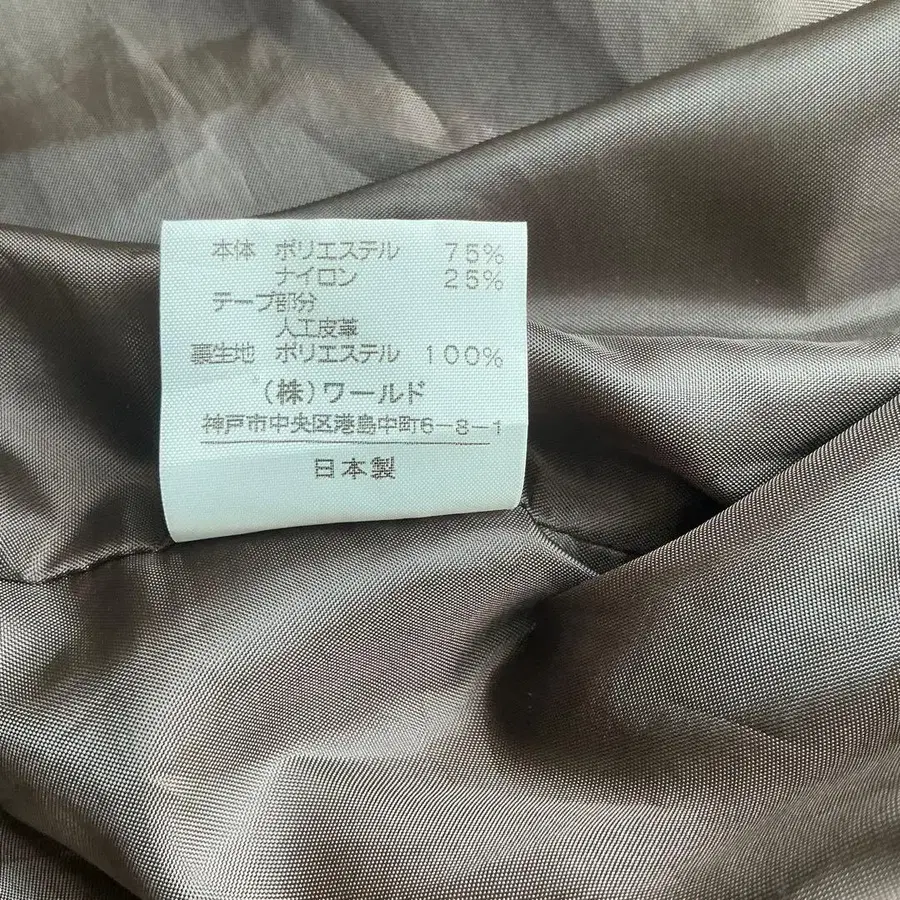 本体 ポリエステル 75%
ナイロン 25%
テープ部分
人工皮革
裏生地 ポリエステル 100%
(株)ワールド
神戸市中央区港島中町6-8-1
日本製